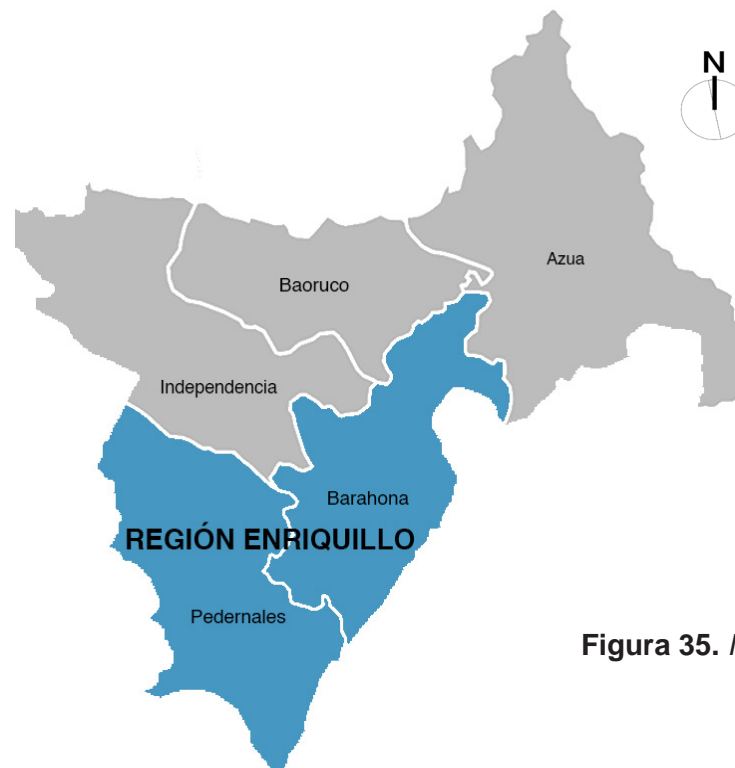 N
Azua
Baoruco
Independencia
Barahona
REGIÓN ENRIQUILLO
Pedernales
Figura 35. /